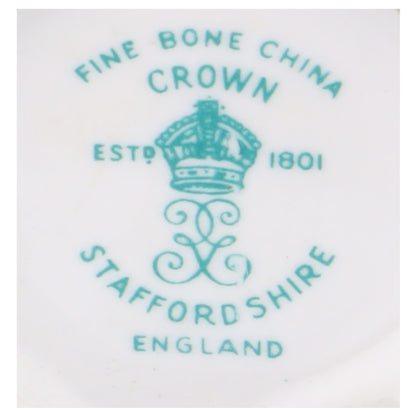 FINE BONE CHINA
CROWN
ESTD 1801
STAFFORDSHIRE
ENGLAND